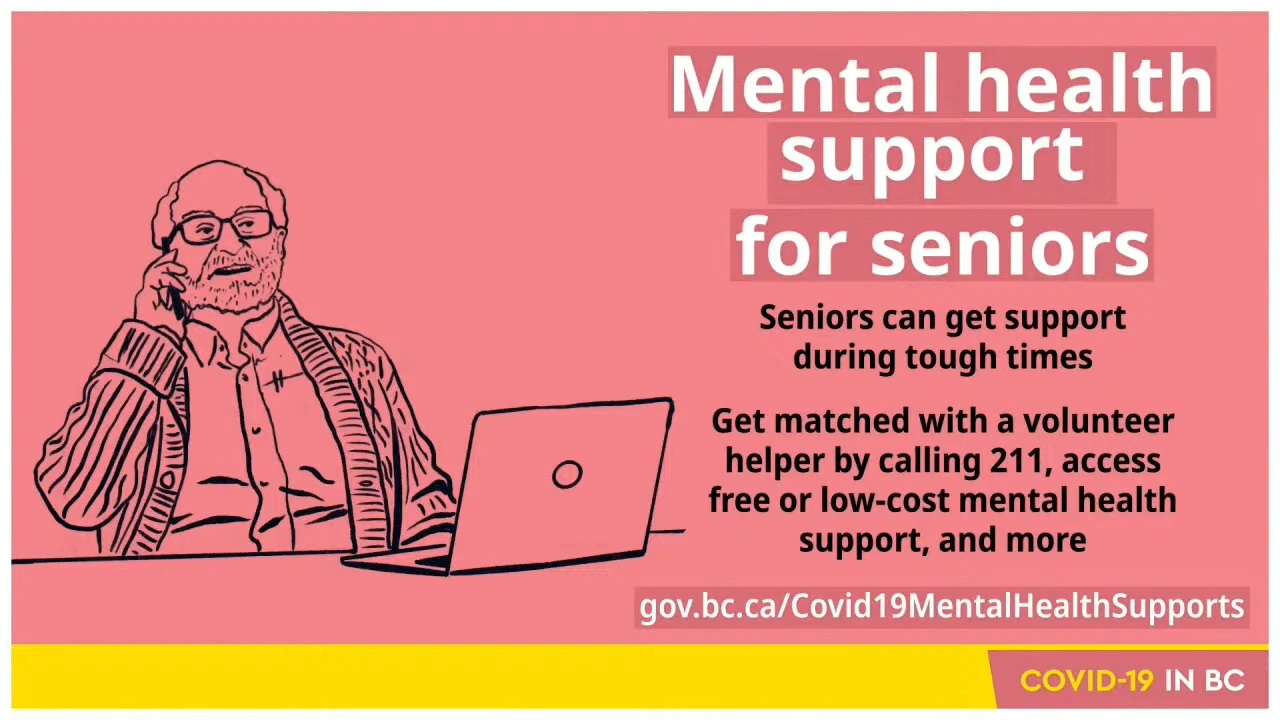 Mental health
support
for seniors
Seniors can get support
during tough times
Get matched with a volunteer
helper by calling 211, access
free or low-cost mental health
support, and more
gov.bc.ca/Covid19MentalHealthSupports
COVID-19 IN BC